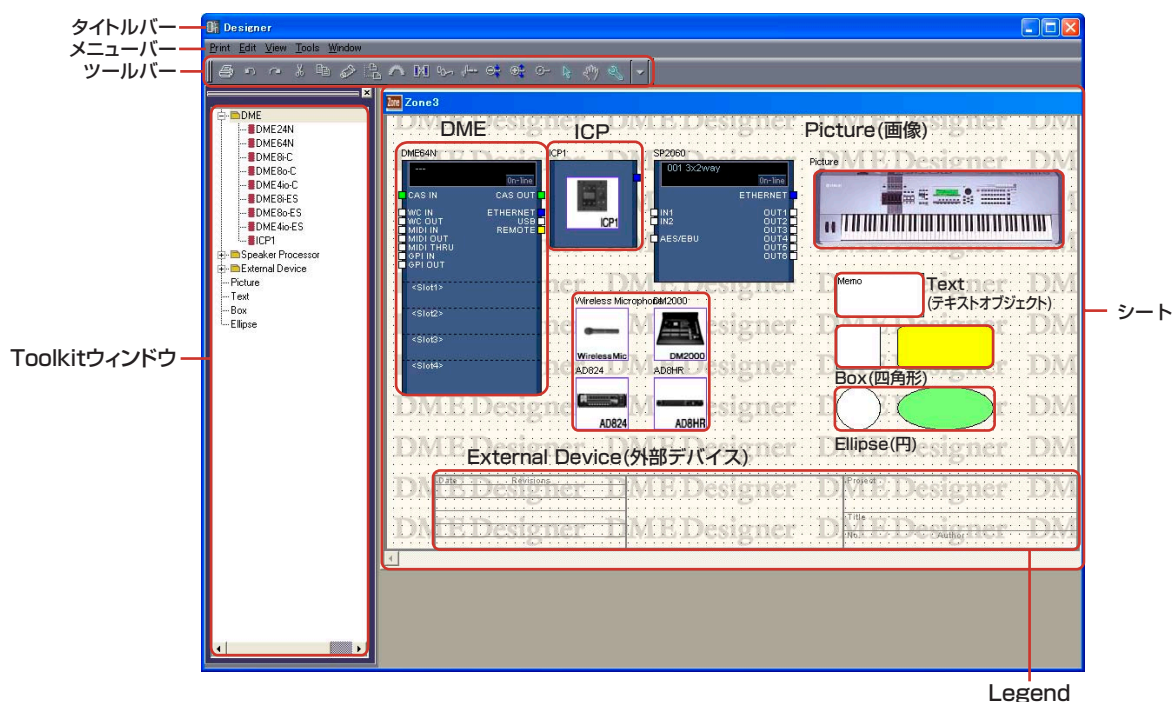 タイトルバー
メニューバー
ツールバー
Designer
Print Edit View Tools Window
Toolkitウィンドウ
DME
DME24N
DME64N
DME8i-C
DME8o-C
DME4io-C
DME8i-ES
DME8o-ES
DME4io-ES
ICP1
Speaker Processor
External Device
Picture
Text
Box
Ellipse
Zone Zone3
DME
ICP
Picture(画像)
DME64N
---
On-line
CAS IN CAS OUT
WC IN ETHERNET
WC OUT USB
MIDI IN REMOTE
MIDI OUT
MIDI THRU
GPI IN
GPI OUT
<Slot1>
<Slot2>
<Slot3>
<Slot4>
ICP1
ICP1
SP2060
001 3x2way
On-line
ETHERNET
IN1 OUT1
IN2 OUT2
OUT3
AES/EBU OUT4
OUT5
OUT6
Picture
Wireless Microphone
DM2000
WirelessMic
DM2000
AD824
AD8HR
AD824
AD8HR
Memo
Text
(テキストオブジェクト)
Box(四角形)
Ellipse(円)
シート
External Device(外部デバイス)
Date Revisions
Project
Title
No. Author
DME Designer
Legend